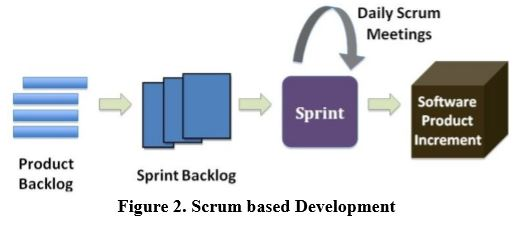 Daily Scrum
Meetings
Sprint
Software
Product
Increment
Product
Backlog
Sprint Backlog
Figure 2. Scrum based Development